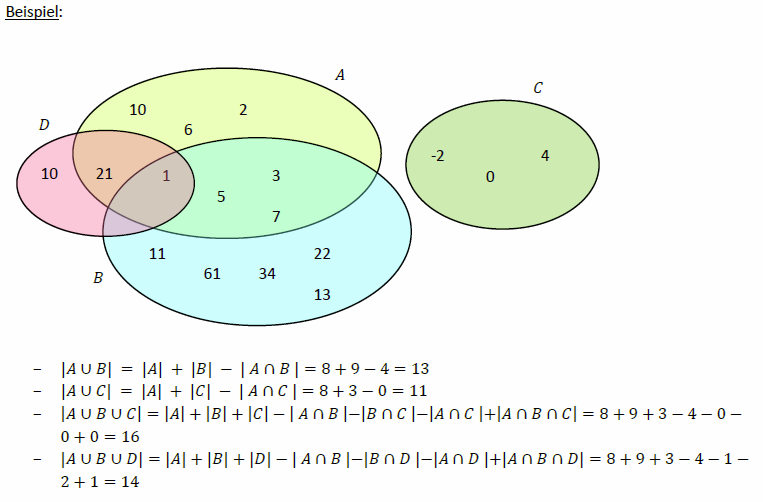 Beispiel:
A
C
10
2
D
6
-2
4
10
21
1
3
0
5
7
11
22
61
34
B
13
− |A ∪ B| = |A| + |B| − | A ∩ B | = 8 + 9 − 4 = 13
− |A ∪ C| = |A| + |C| − | A ∩ C | = 8 + 3 − 0 = 11
− |A ∪ B ∪ C| = |A| + |B| + |C| − | A ∩ B |−|B ∩ C |−|A ∩ C |+|A ∩ B ∩ C| = 8 + 9 + 3 − 4 − 0 −
0 + 0 = 16
− |A ∪ B ∪ D| = |A| + |B| + |D| − | A ∩ B |−|B ∩ D |−|A ∩ D |+|A ∩ B ∩ D| = 8 + 9 + 3 − 4 − 1 −
2 + 1 = 14